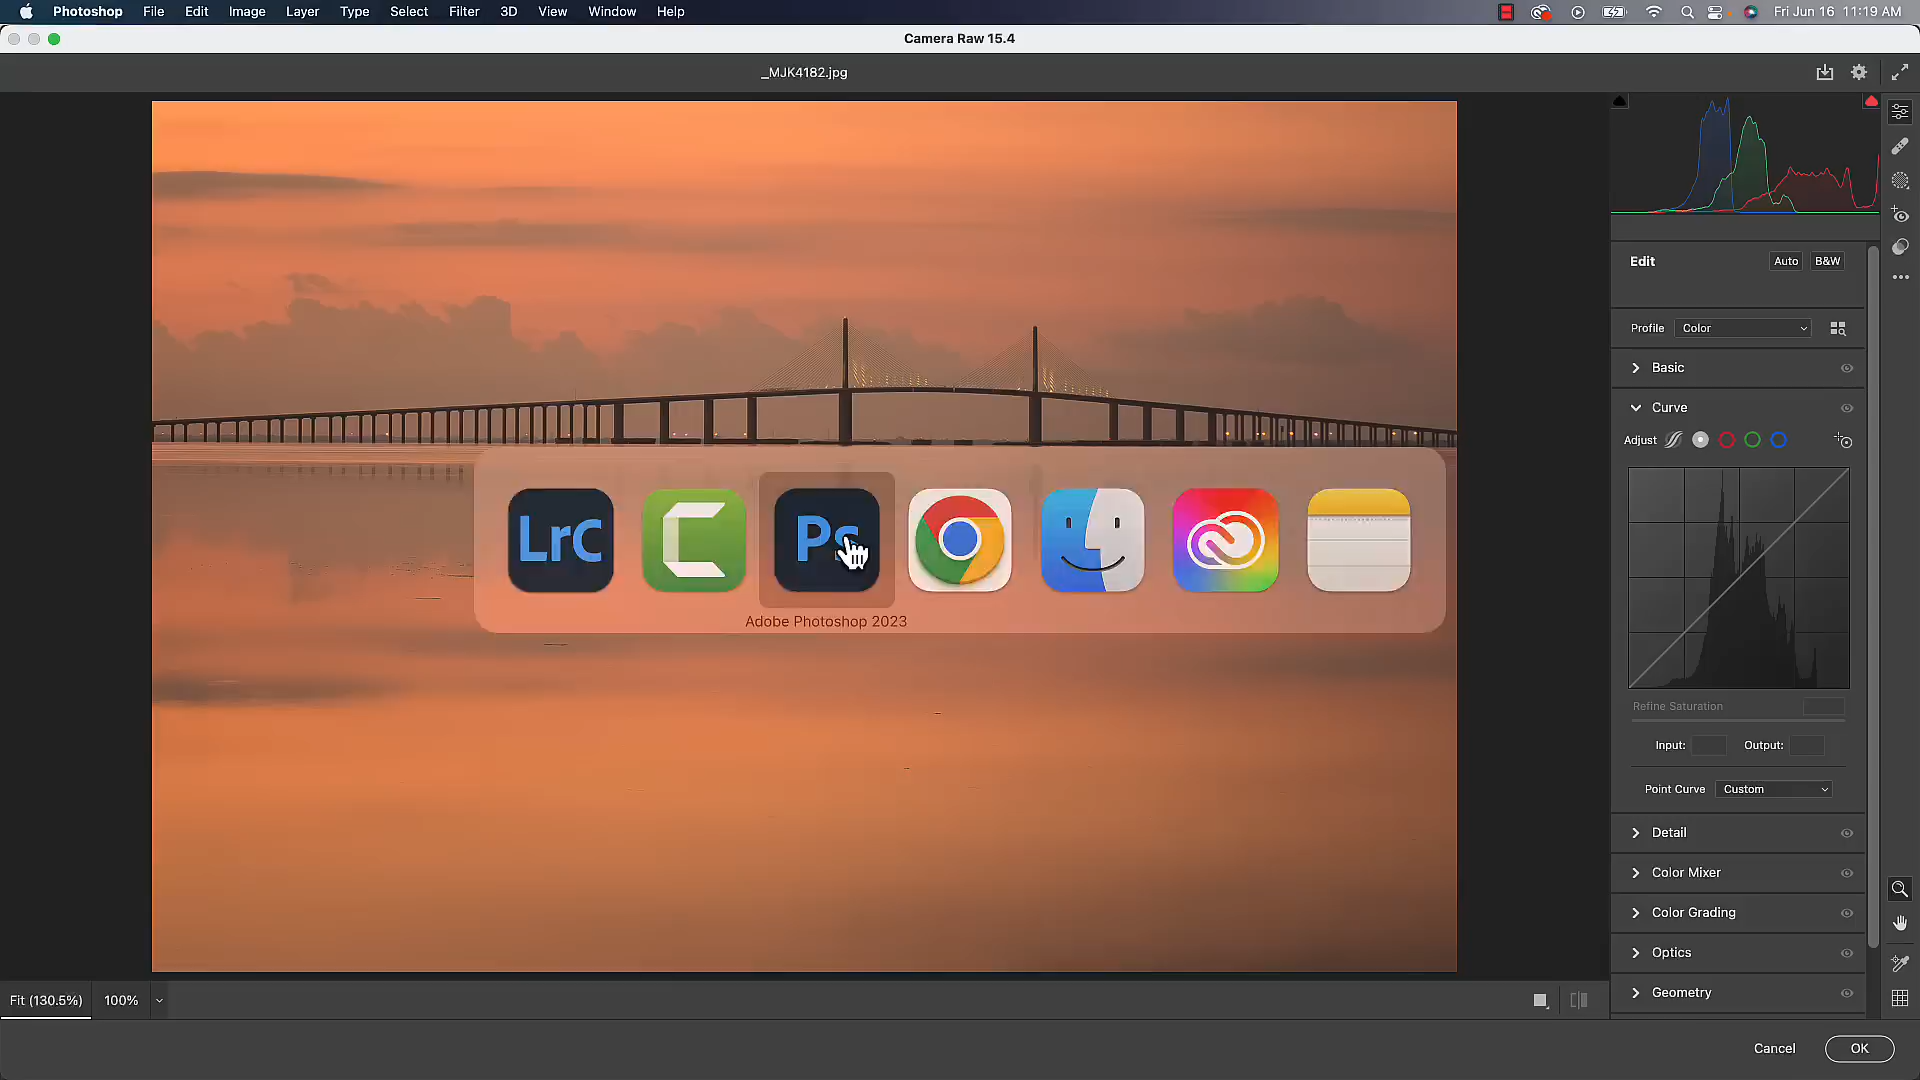 Photoshop File Edit Image Layer Type Select Filter 3D View Window Help Fri Jun 16 11:19 AM
Camera Raw 15.4
_MJK4182.jpg
Edit Auto B&W
Profile Color
Basic
Curve
Adjust
LrC C Ps
Adobe Photoshop 2023
Refine Saturation
Input: Output:
Point Curve Custom
Detail
Color Mixer
Color Grading
Optics
Geometry
Fit (130.5%) 100%
Cancel OK